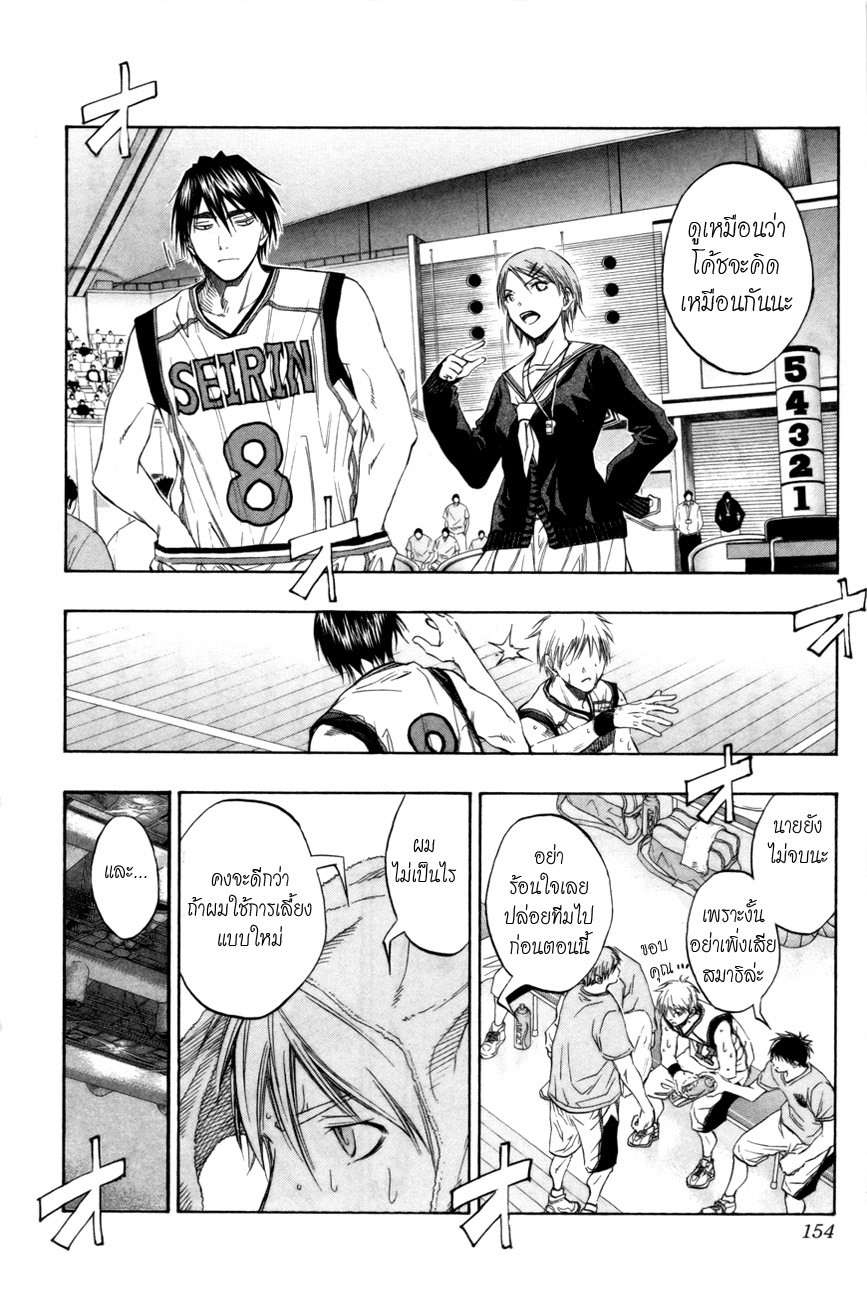 オ
ดูเหมือนว่า
โค้ชจะคิด
เหมือนกันนะ
SEIRIN
8
5
4
3
2
1
オ
オ
8
オ
นายยัง
ไม่จบนะ
เพราะงั้น
อย่าเพิ่งเสีย
สมาธิล่ะ
อย่า
ร้อนใจเลย
ปล่อยทีมไป
ก่อนตอนนี้
ขอบ
คุณ
ผม
ไม่เป็นไร
คงจะดีกว่า
ถ้าผมใช้การเลี้ยง
แบบใหม่
และ...
オ
オ
154